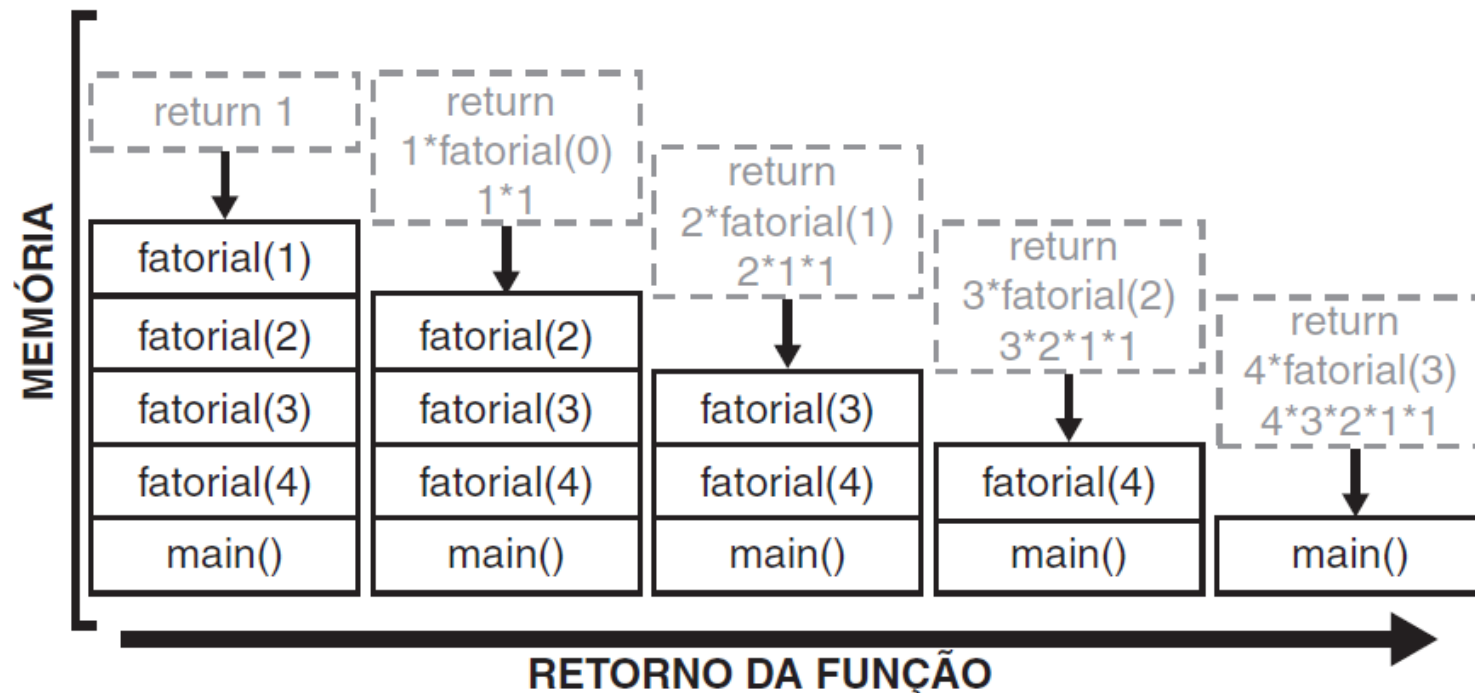 MEMÓRIA
return 1
fatorial(1)
fatorial(2)
fatorial(3)
fatorial(4)
main()
return
1*fatorial(0)
1*1
fatorial(2)
fatorial(3)
fatorial(4)
main()
return
2*fatorial(1)
2*1*1
fatorial(3)
fatorial(4)
main()
return
3*fatorial(2)
3*2*1*1
fatorial(4)
main()
return
4*fatorial(3)
4*3*2*1*1
main()
RETORNO DA FUNÇÃO